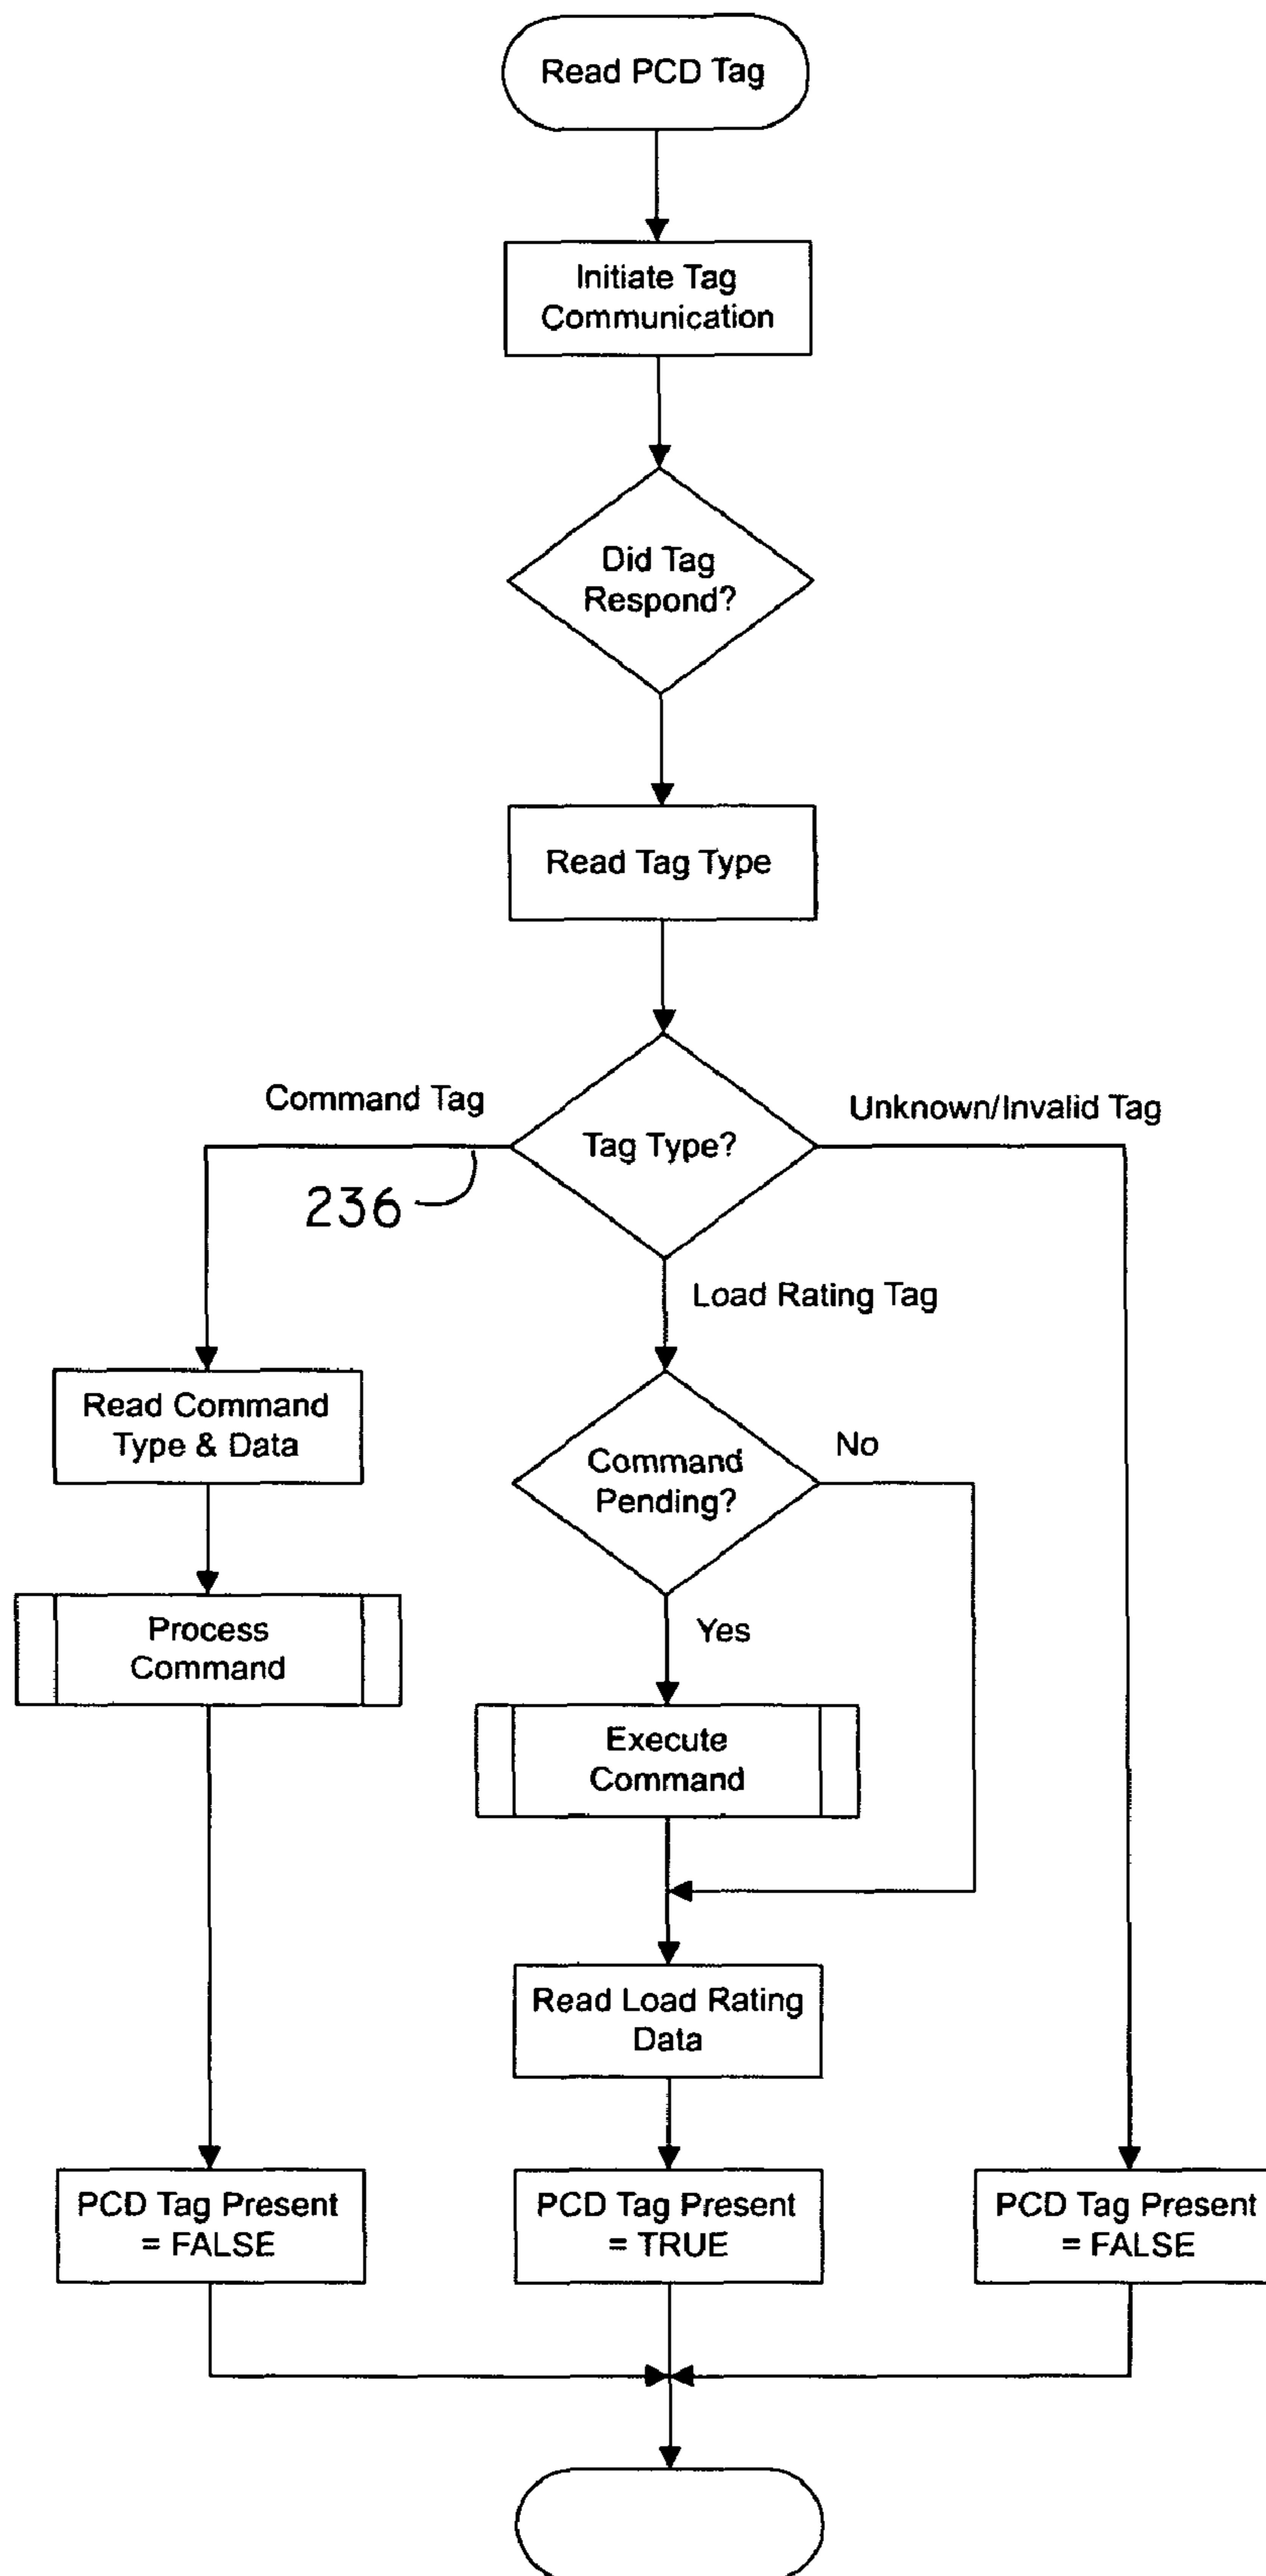 Read PCD Tag
Initiate Tag
Communication
Did Tag
Respond?
Read Tag Type
Command Tag
Unknown/Invalid Tag
Tag Type?
236
Load Rating Tag
Read Command
Type & Data
Command
Pending?
No
Process
Command
Yes
Execute
Command
Read Load Rating
Data
PCD Tag Present
= FALSE
PCD Tag Present
= TRUE
PCD Tag Present
= FALSE